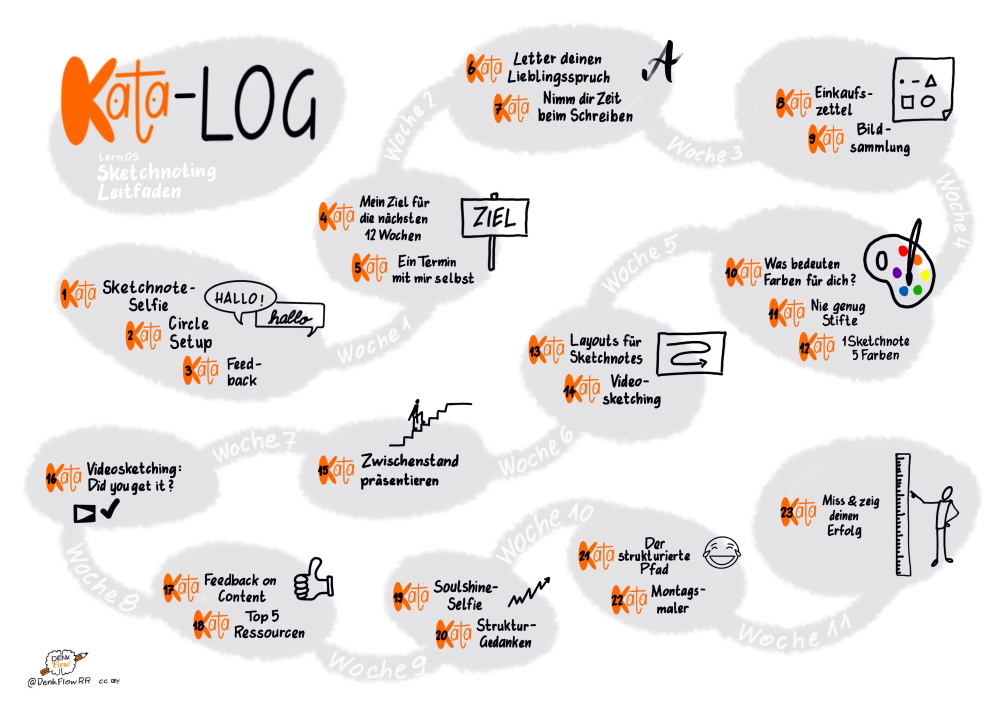 Kata-LOG
lernOS
Sketchnoting
Leitfaden
1 Kata Sketchnote-
Selfie
2 Kata Circle
Setup
3 Kata Feed-
back
HALLO!
hallo
Woche 1
4 Kata Mein Ziel für
die nächsten
12 Wochen
5 Kata Ein Termin
mit mir selbst
ZIEL
Woche 2
6 Kata Letter deinen
Lieblingsspruch
A
7 Kata Nimm dir Zeit
beim Schreiben
Woche 3
8 Kata Einkaufs-
zettel
9 Kata Bild-
sammlung
Woche 4
10 Kata Was bedeuten
Farben für dich?
11 Kata Nie genug
Stifte
12 Kata 1 Sketchnote
5 Farben
Woche 5
13 Kata Layouts für
Sketchnotes
14 Kata Video-
sketching
Woche 6
15 Kata Zwischenstand
präsentieren
Woche 7
16 Kata Videosketching:
Did you get it?
Woche 8
17 Kata Feedback on
Content
18 Kata Top 5
Ressourcen
Woche 9
19 Kata Soulshine-
Selfie
20 Kata Struktur-
Gedanken
Woche 10
21 Kata Der
strukturierte
Pfad
22 Kata Montags-
maler
Woche 11
23 Kata Miss & zeig
deinen
Erfolg
DENK
Flow
@DenkFlowRR CC BY